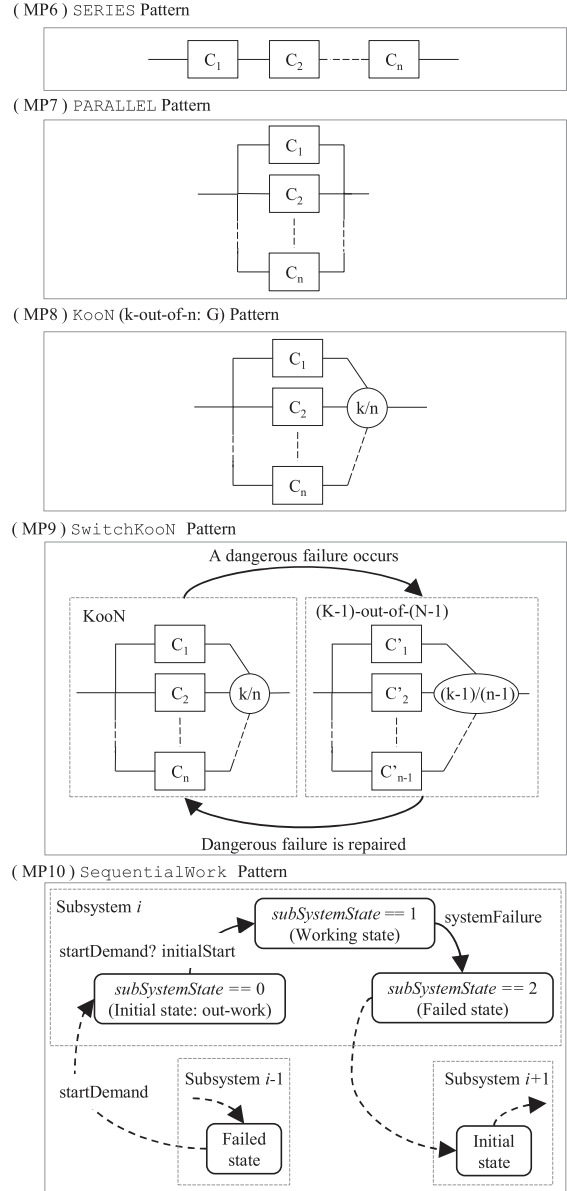 ( MP6 ) SERIES Pattern
C1 C2 Cn
( MP7 ) PARALLEL Pattern
C1
C2
Cn
( MP8 ) KooN (k-out-of-n: G) Pattern
C1
C2 k/n
Cn
( MP9 ) SwitchKooN Pattern
A dangerous failure occurs
KooN
C1
C2 k/n
Cn
(K-1)-out-of-(N-1)
C'1
C'2 (k-1)/(n-1)
C'n-1
Dangerous failure is repaired
( MP10 ) SequentialWork Pattern
Subsystem i
subSystemState == 1
(Working state)
systemFailure
startDemand? initialStart
subSystemState == 0
(Initial state: out-work)
subSystemState == 2
(Failed state)
startDemand
Subsystem i-1
Failed
state
Subsystem i+1
Initial
state